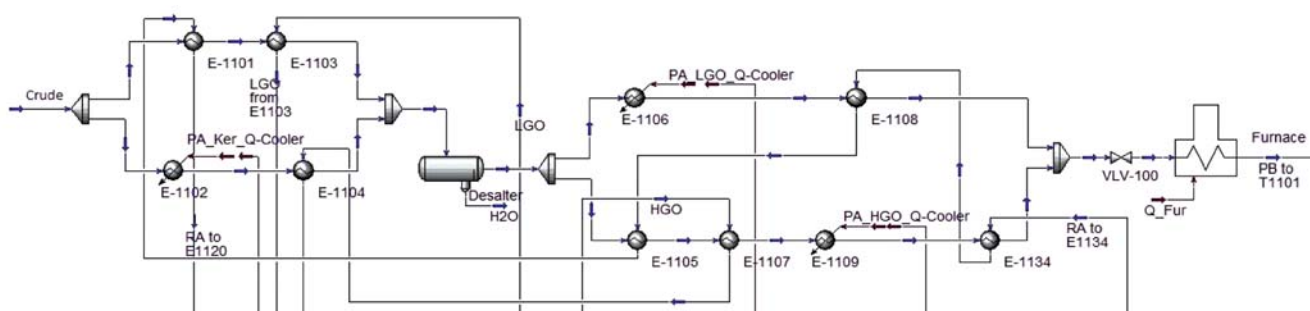 Crude
E-1101
E-1103
LGO
from
E1103
PA_Ker_Q-Cooler
E-1102
E-1104
RA to
E1120
LGO
Desalter
H2O
PA_LGO_Q-Cooler
E-1106
E-1108
HGO
PA_HGO_Q-Cooler
E-1105
E-1107
E-1109
RA to
E1134
E-1134
VLV-100
Q_Fur
Furnace
PB to
T1101